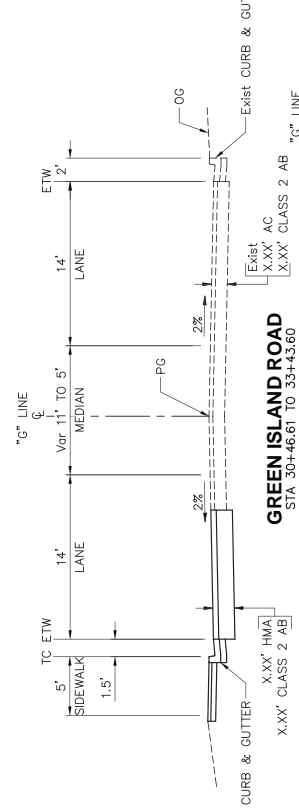 "G" LINE
℄
TC ETW
ETW
5'
14'
Var 11' TO 5'
14'
2'
SIDEWALK
LANE
MEDIAN
LANE
1.5'
PG
OG
2%
2%
Exist CURB & GUT
CURB & GUTTER
X.XX' HMA
X.XX' CLASS 2 AB
Exist
X.XX' AC
X.XX' CLASS 2 AB
GREEN ISLAND ROAD
STA 30+46.61 TO 33+43.60
"G" LINE